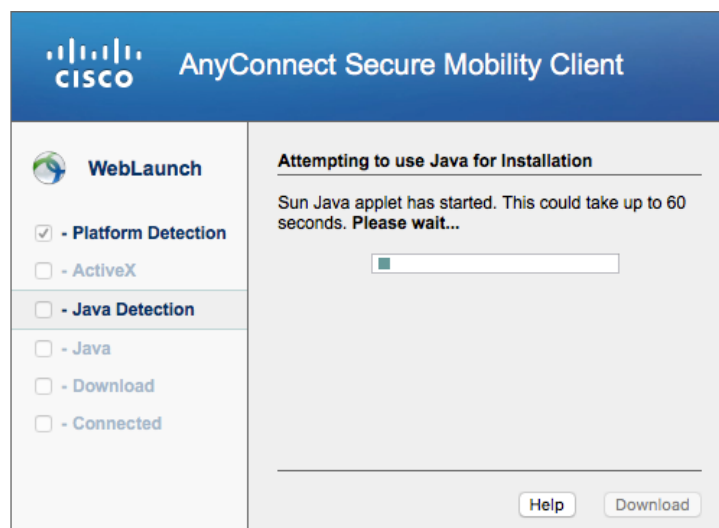 CISCO AnyConnect Secure Mobility Client
WebLaunch
- Platform Detection
- ActiveX
- Java Detection
- Java
- Download
- Connected
Attempting to use Java for Installation
Sun Java applet has started. This could take up to 60
seconds. Please wait...
Help Download